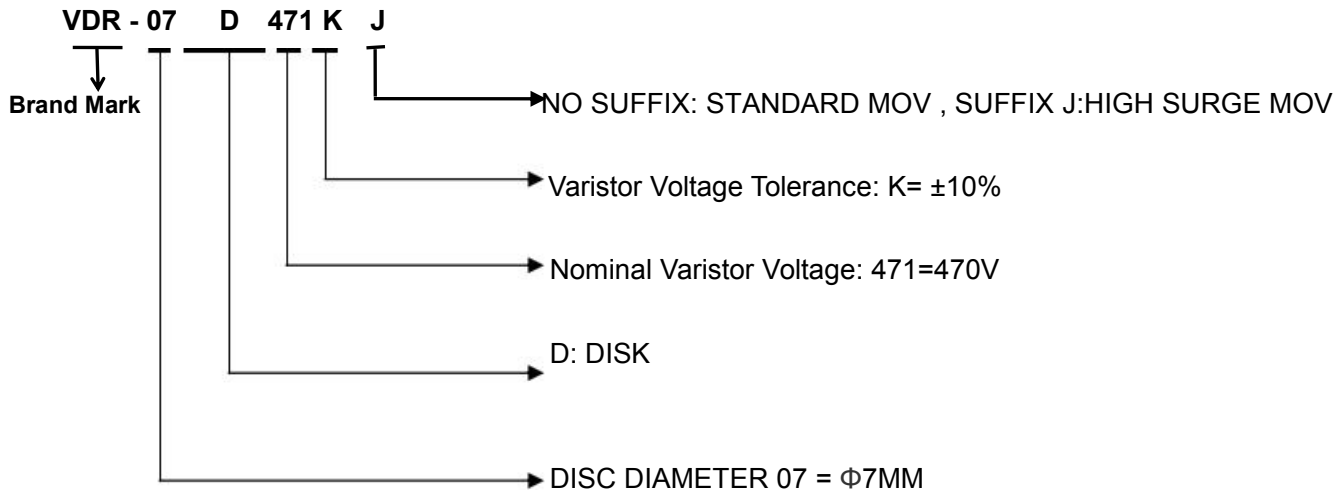 VDR - 07 D 471 K J
Brand Mark
NO SUFFIX: STANDARD MOV , SUFFIX J:HIGH SURGE MOV
Varistor Voltage Tolerance: K= ±10%
Nominal Varistor Voltage: 471=470V
D: DISK
DISC DIAMETER 07 = Φ7MM